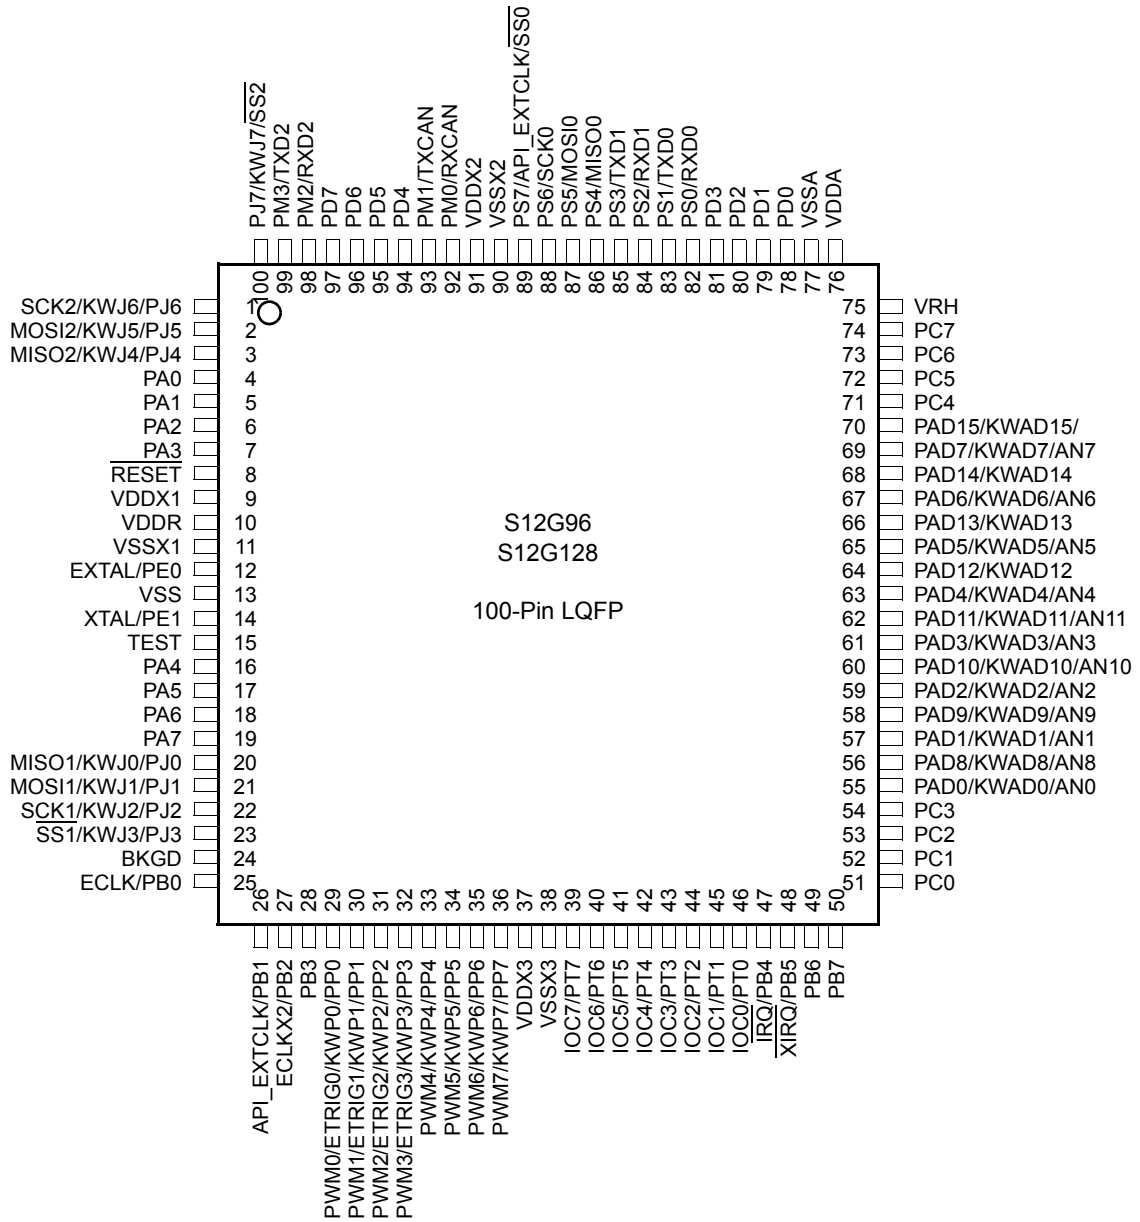 PJ7/KWJ7/SS2
PM3/TXD2
PM2/RXD2
PD7
PD6
PD5
PD4
PM1/TXCAN
PM0/RXCAN
VDDX2
VSSX2
PS7/API_EXTCLK/SS0
PS6/SCK0
PS5/MOSI0
PS4/MISO0
PS3/TXD1
PS2/RXD1
PS1/TXD0
PS0/RXD0
PD3
PD2
PD1
PD0
VSSA
VDDA
100
99
98
97
96
95
94
93
92
91
90
89
88
87
86
85
84
83
82
81
80
79
78
77
76
SCK2/KWJ6/PJ6 1
MOSI2/KWJ5/PJ5 2
MISO2/KWJ4/PJ4 3
PA0 4
PA1 5
PA2 6
PA3 7
RESET 8
VDDX1 9
VDDR 10
VSSX1 11
EXTAL/PE0 12
VSS 13
XTAL/PE1 14
TEST 15
PA4 16
PA5 17
PA6 18
PA7 19
MISO1/KWJ0/PJ0 20
MOSI1/KWJ1/PJ1 21
SCK1/KWJ2/PJ2 22
SS1/KWJ3/PJ3 23
BKGD 24
ECLK/PB0 25
S12G96
S12G128
100-Pin LQFP
75 VRH
74 PC7
73 PC6
72 PC5
71 PC4
70 PAD15/KWAD15/
69 PAD7/KWAD7/AN7
68 PAD14/KWAD14
67 PAD6/KWAD6/AN6
66 PAD13/KWAD13
65 PAD5/KWAD5/AN5
64 PAD12/KWAD12
63 PAD4/KWAD4/AN4
62 PAD11/KWAD11/AN11
61 PAD3/KWAD3/AN3
60 PAD10/KWAD10/AN10
59 PAD2/KWAD2/AN2
58 PAD9/KWAD9/AN9
57 PAD1/KWAD1/AN1
56 PAD8/KWAD8/AN8
55 PAD0/KWAD0/AN0
54 PC3
53 PC2
52 PC1
51 PC0
26
27
28
29
30
31
32
33
34
35
36
37
38
39
40
41
42
43
44
45
46
47
48
49
50
API_EXTCLK/PB1
ECLKX2/PB2
PB3
PWM0/ETRIG0/KWP0/PP0
PWM1/ETRIG1/KWP1/PP1
PWM2/ETRIG2/KWP2/PP2
PWM3/ETRIG3/KWP3/PP3
PWM4/KWP4/PP4
PWM5/KWP5/PP5
PWM6/KWP6/PP6
PWM7/KWP7/PP7
VDDX3
VSSX3
IOC7/PT7
IOC6/PT6
IOC5/PT5
IOC4/PT4
IOC3/PT3
IOC2/PT2
IOC1/PT1
IOC0/PT0
IRQ/PB4
XIRQ/PB5
PB6
PB7